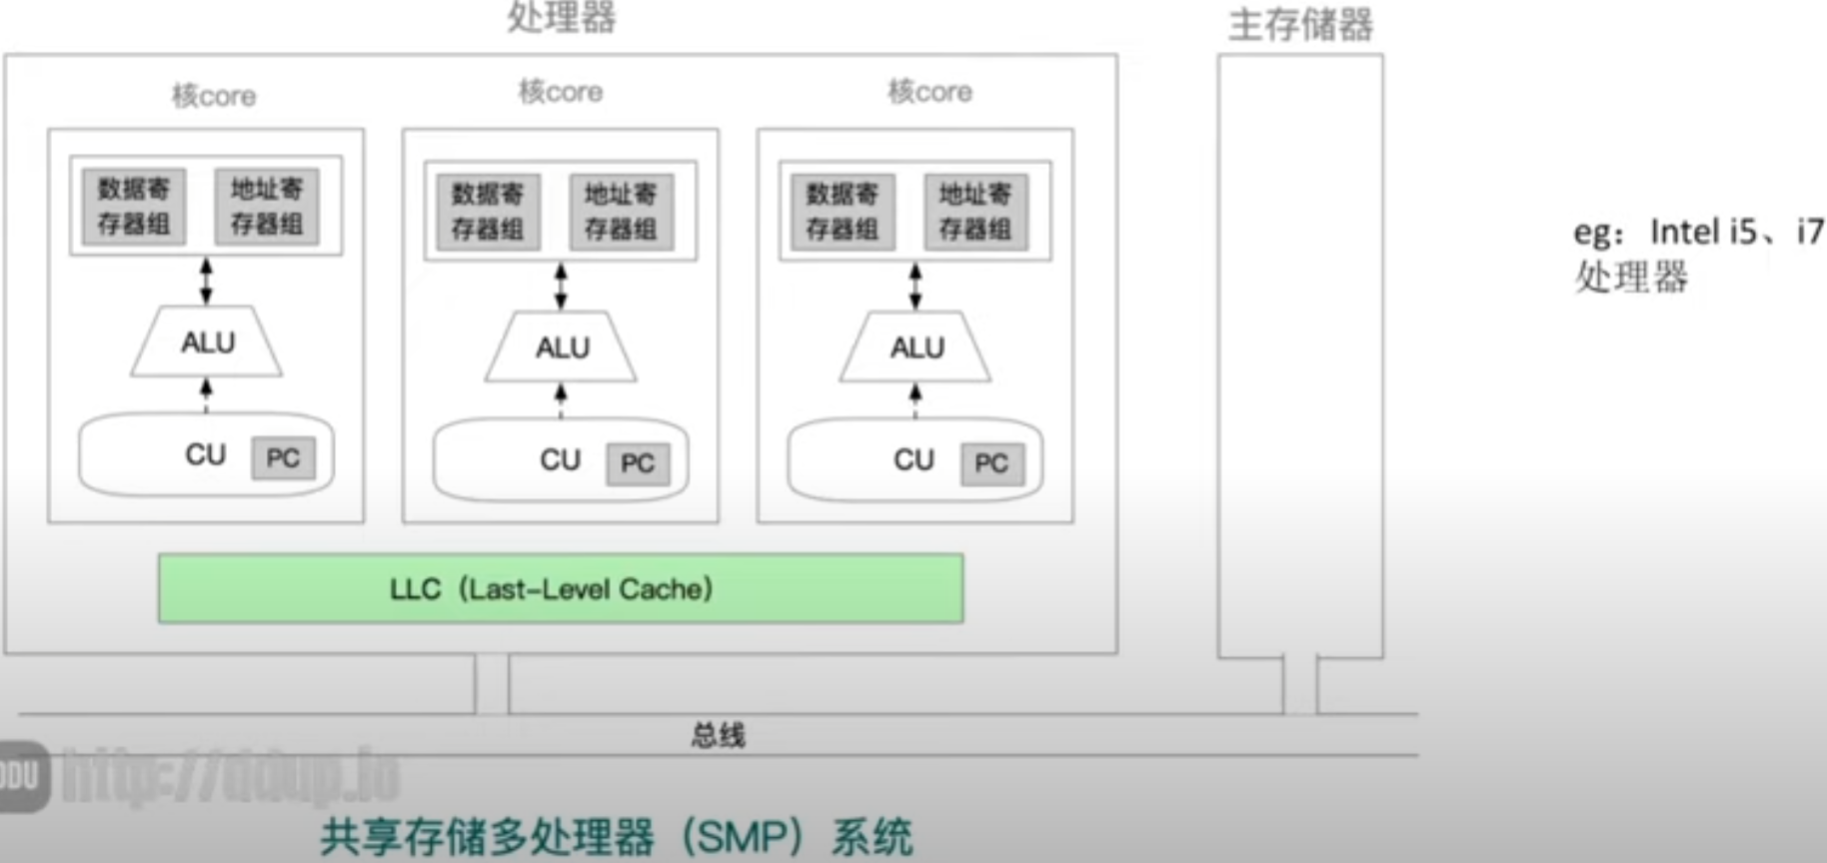 处理器
主存储器
核core
核core
核core
数据寄
存器组
地址寄
存器组
数据寄
存器组
地址寄
存器组
数据寄
存器组
地址寄
存器组
ALU
ALU
ALU
CU
PC
CU
PC
CU
PC
LLC（Last-Level Cache）
总线
eg：Intel i5、i7
处理器
DDU
http://ddup.io
共享存储多处理器（SMP）系统